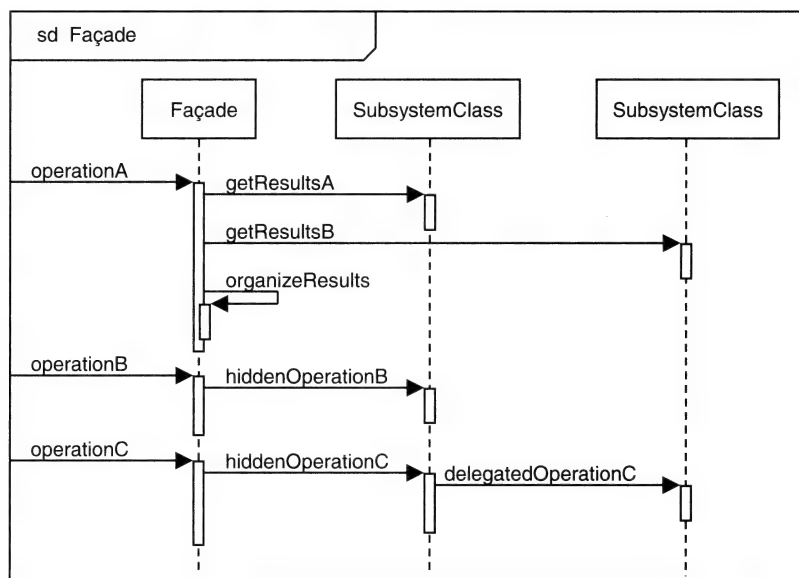 sd Façade
Façade
SubsystemClass
SubsystemClass
operationA
getResultsA
getResultsB
organizeResults
operationB
hiddenOperationB
operationC
hiddenOperationC
delegatedOperationC